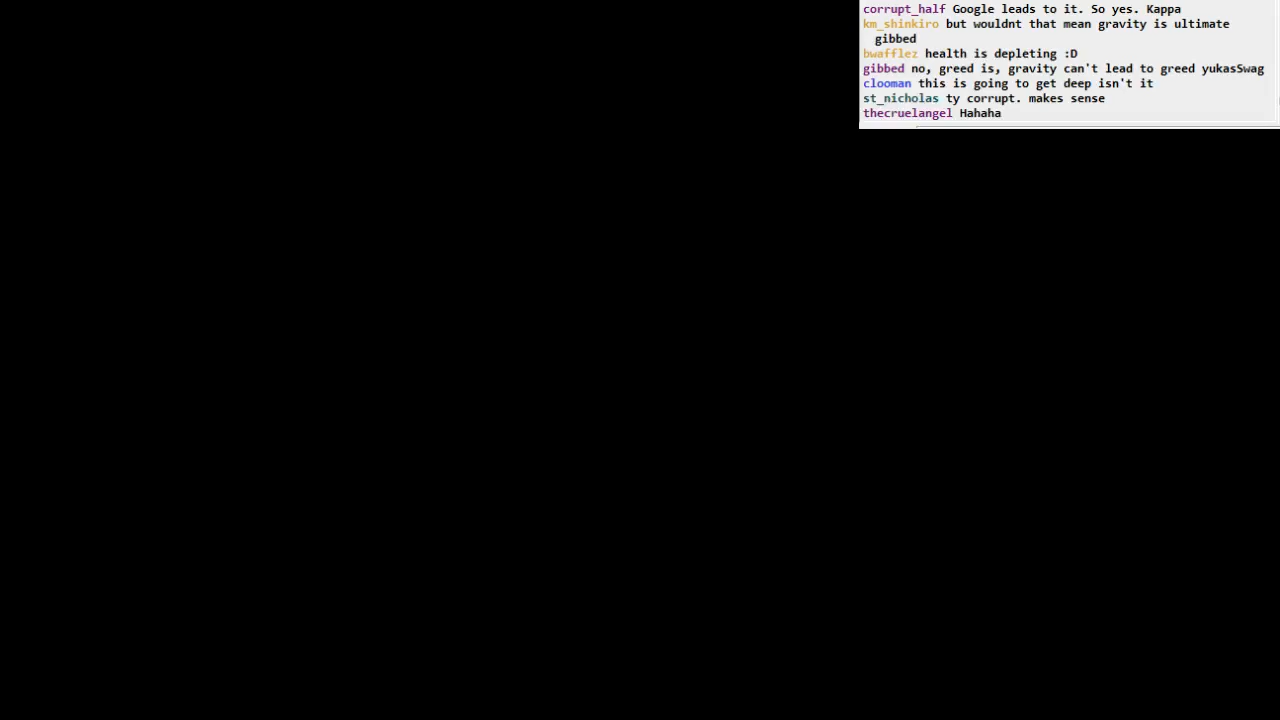 corrupt_half Google leads to it. So yes. Kappa
km_shinkiro but wouldnt that mean gravity is ultimate
gibbed
bwafflez health is depleting :D
gibbed no, greed is, gravity can't lead to greed yukasSwag
clooman this is going to get deep isn't it
st_nicholas ty corrupt. makes sense
thecruelangel Hahaha